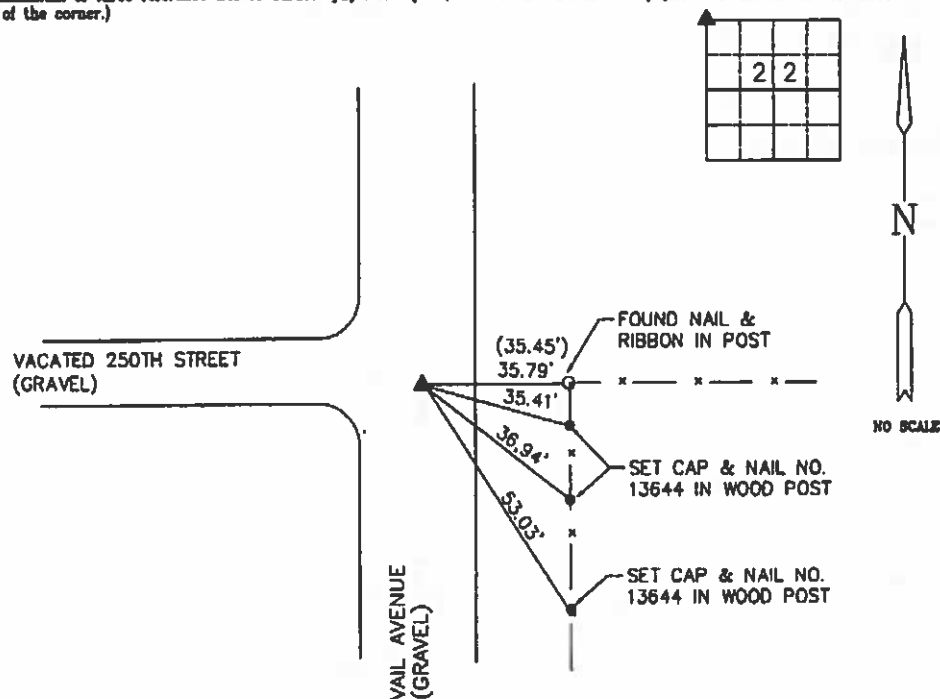 of the corner.)
2 2
N
NO SCALE
FOUND NAIL &
RIBBON IN POST
(35.45')
35.79'
VACATED 250TH STREET
(GRAVEL)
35.41'
36.94'
SET CAP & NAIL NO.
13644 IN WOOD POST
53.03'
SET CAP & NAIL NO.
13644 IN WOOD POST
VAIL AVENUE
(GRAVEL)